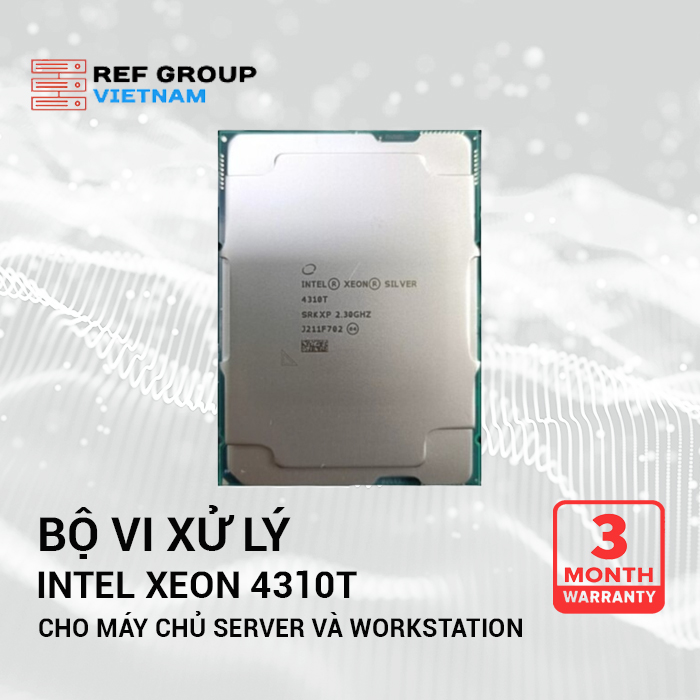 REF GROUP
VIETNAM
INTEL® XEON® SILVER
4310T
SRKXP 2.30GHZ
J211F702 e4
BỘ VI XỬ LÝ
INTEL XEON 4310T
CHO MÁY CHỦ SERVER VÀ WORKSTATION
3
MONTH
WARRANTY